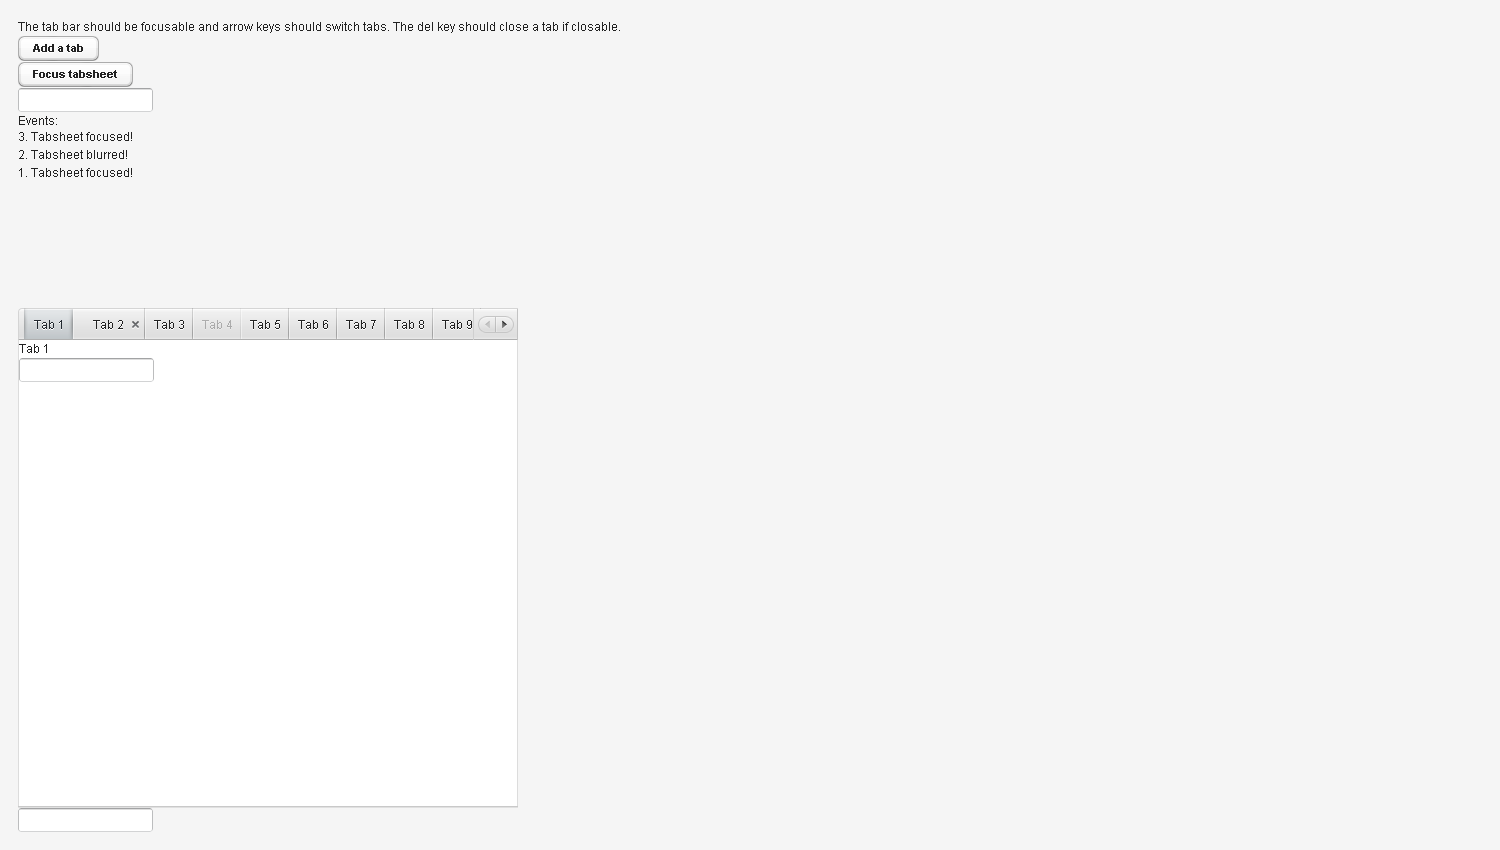 The tab bar should be focusable and arrow keys should switch tabs. The del key should close a tab if closable.
Add a tab
Focus tabsheet
Events:
3. Tabsheet focused!
2. Tabsheet blurred!
1. Tabsheet focused!
Tab 1 Tab 2 Tab 3 Tab 4 Tab 5 Tab 6 Tab 7 Tab 8 Tab 9
Tab 1